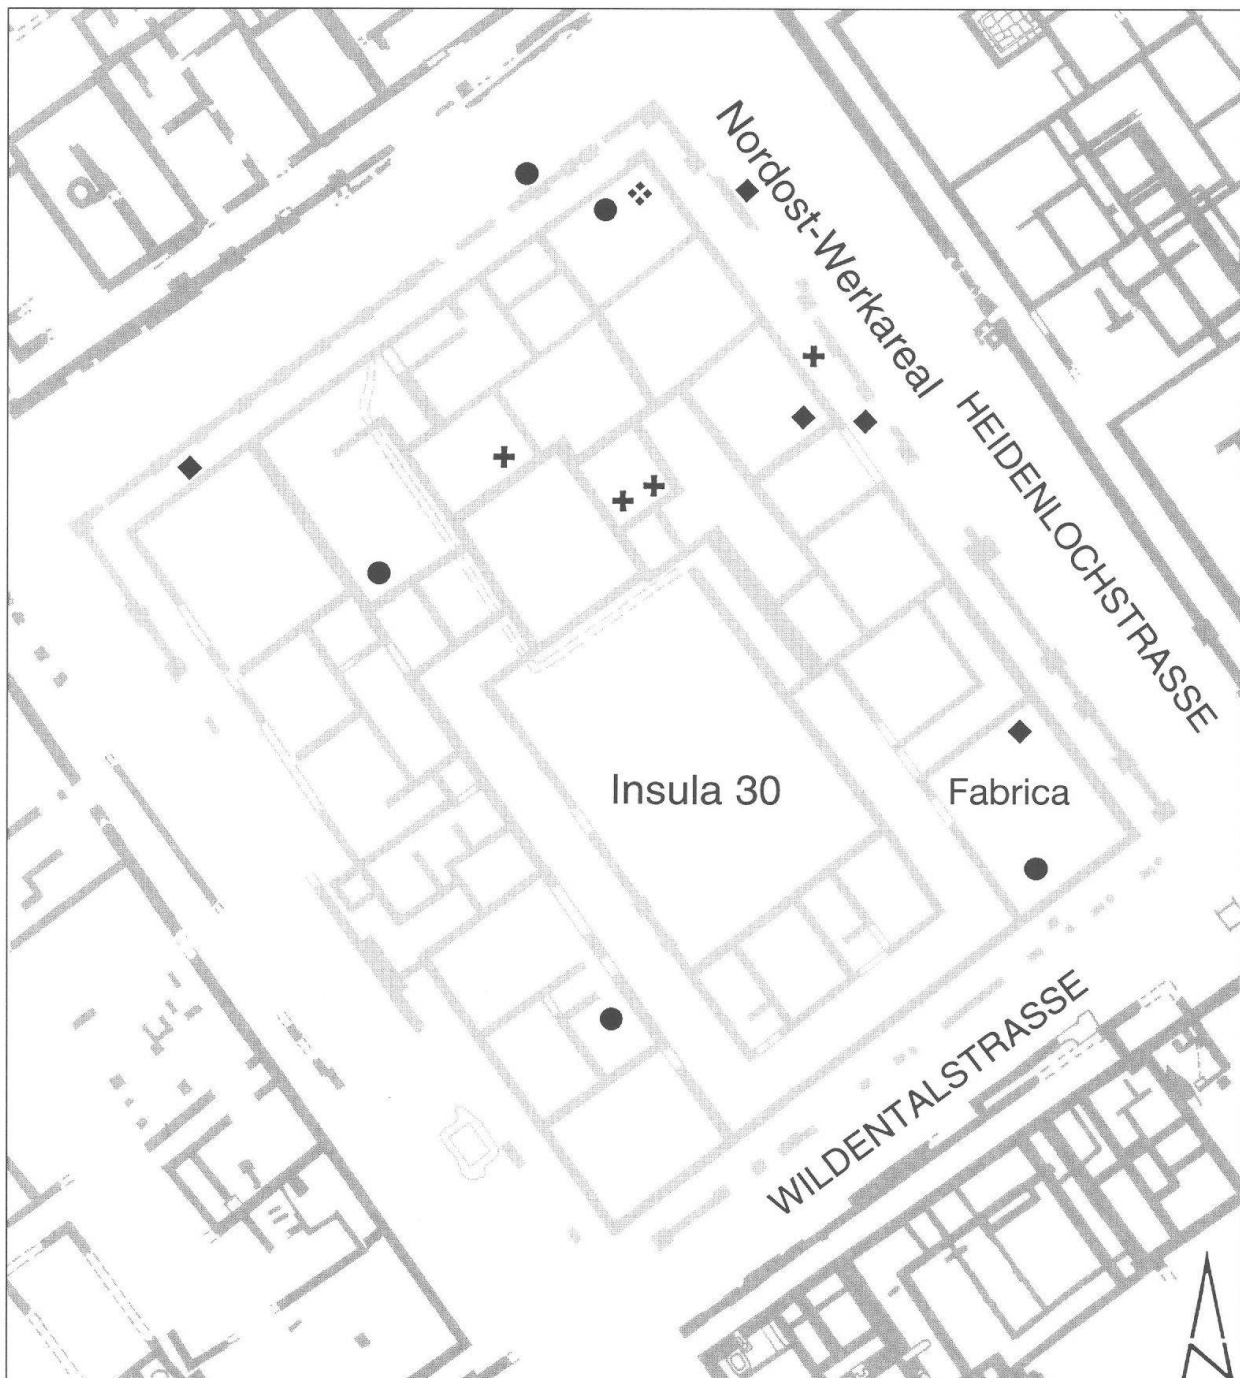 Nordost-Werkareal
HEIDENLOCHSTRASSE
Insula 30
Fabrica
WILDENTALSTRASSE
N